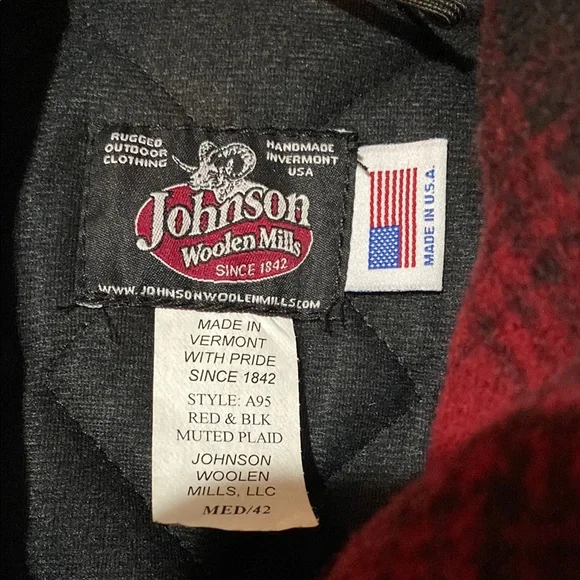 RUGGED
OUTDOOR
CLOTHING
HANDMADE
INVERMONT
USA
Johnson
Woolen Mills
SINCE 1842
WWW.JOHNSONWOOLENMILLS.COM
MADE IN U.S.A.
MADE IN
VERMONT
WITH PRIDE
SINCE 1842
STYLE: A95
RED & BLK
MUTED PLAID
JOHNSON
WOOLEN
MILLS, LLC
MED/42